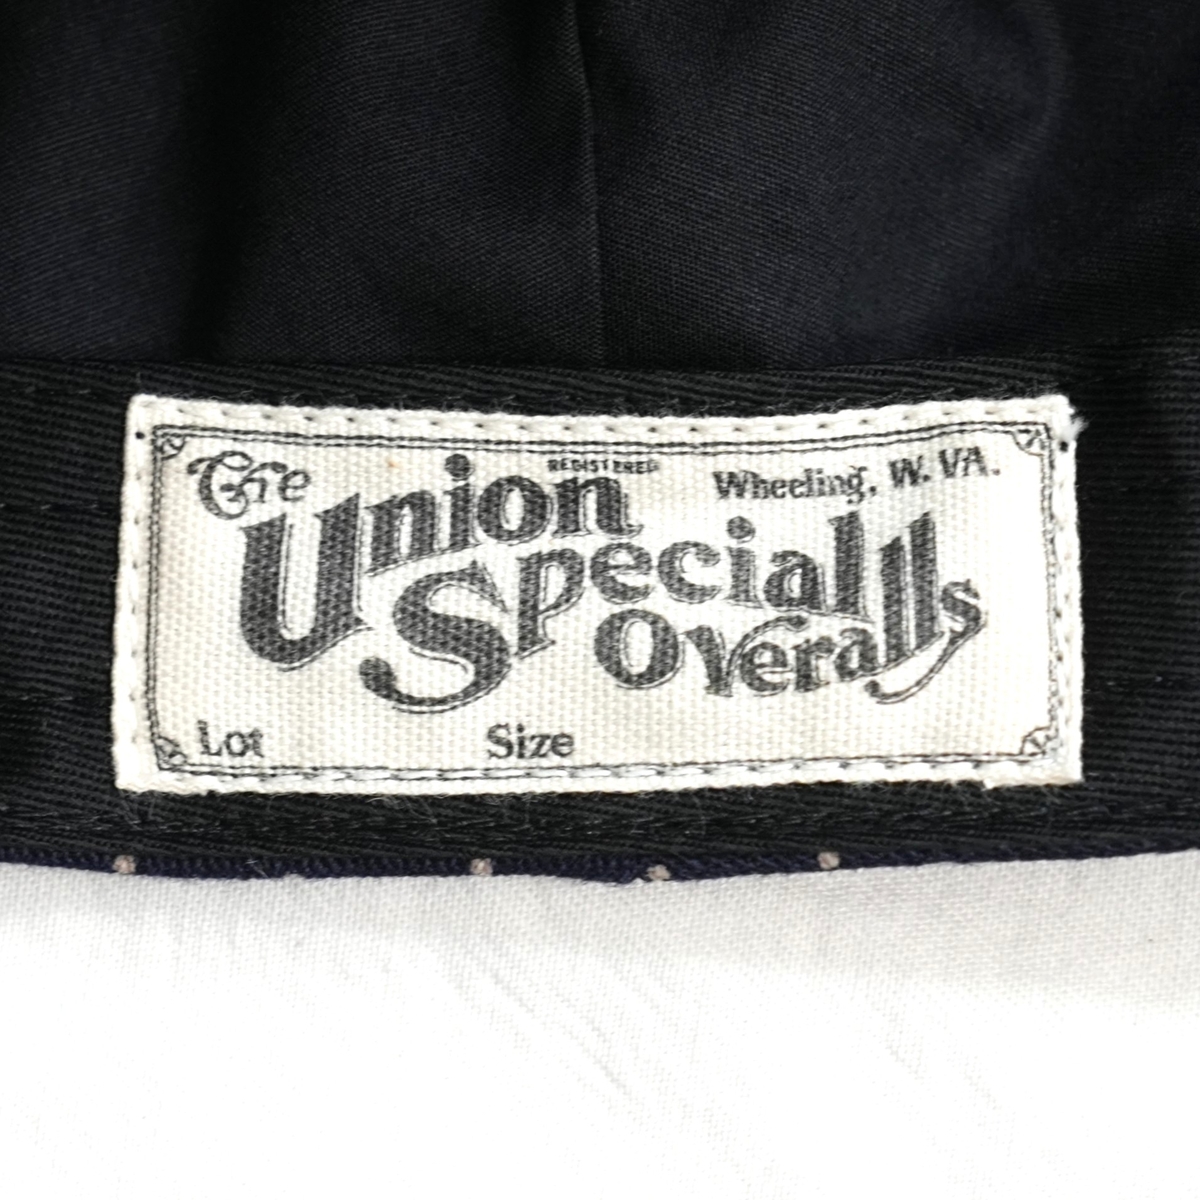 The
REGISTERED
Wheeling, W. VA.
Union
Special
Overalls
Lot Size